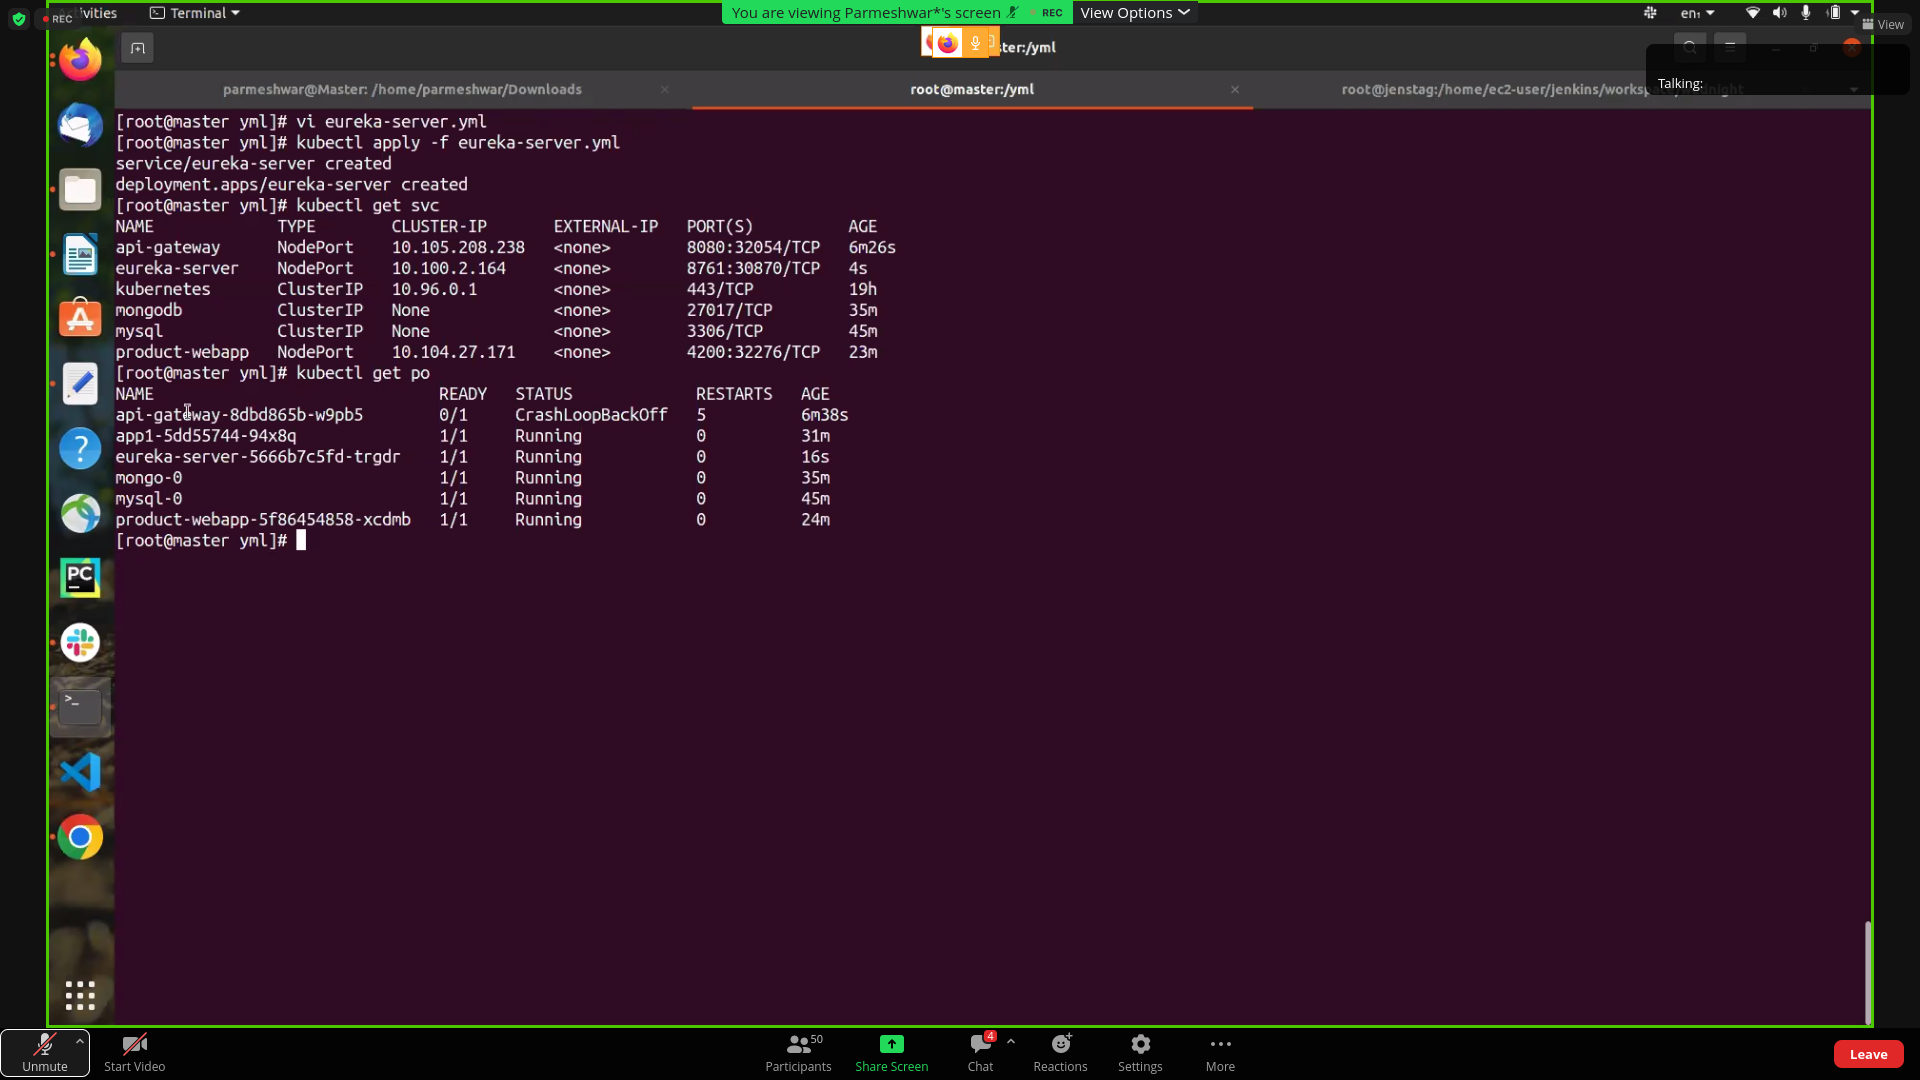 REC
ivities
Terminal
You are viewing Parmeshwar*'s screen
REC
View Options
en₁
View
ter:/yml
Talking:
parmeshwar@Master: /home/parmeshwar/Downloads × root@master:/yml × root@jenstag:/home/ec2-user/jenkins/worksp
[root@master yml]# vi eureka-server.yml
[root@master yml]# kubectl apply -f eureka-server.yml
service/eureka-server created
deployment.apps/eureka-server created
[root@master yml]# kubectl get svc
NAME TYPE CLUSTER-IP EXTERNAL-IP PORT(S) AGE
api-gateway NodePort 10.105.208.238 <none> 8080:32054/TCP 6m26s
eureka-server NodePort 10.100.2.164 <none> 8761:30870/TCP 4s
kubernetes ClusterIP 10.96.0.1 <none> 443/TCP 19h
mongodb ClusterIP None <none> 27017/TCP 35m
mysql ClusterIP None <none> 3306/TCP 45m
product-webapp NodePort 10.104.27.171 <none> 4200:32276/TCP 23m
[root@master yml]# kubectl get po
NAME READY STATUS RESTARTS AGE
api-gateway-8dbd865b-w9pb5 0/1 CrashLoopBackOff 5 6m38s
app1-5dd55744-94x8q 1/1 Running 0 31m
eureka-server-5666b7c5fd-trgdr 1/1 Running 0 16s
mongo-0 1/1 Running 0 35m
mysql-0 1/1 Running 0 45m
product-webapp-5f86454858-xcdmb 1/1 Running 0 24m
[root@master yml]#
PC
Unmute
Start Video
Participants 50
Share Screen
Chat 4
Reactions
Settings
More
Leave